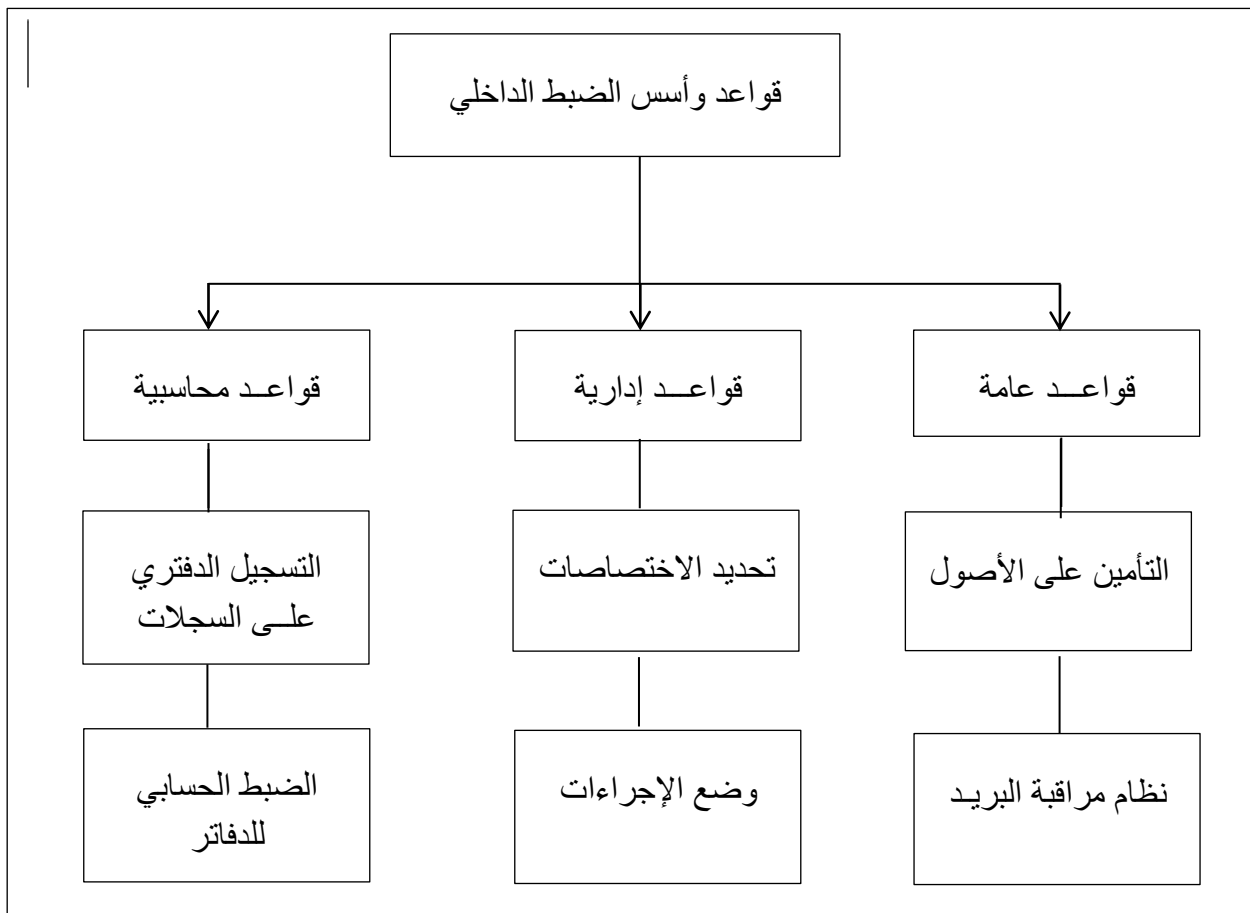 قواعد وأسس الضبط الداخلي
قواعــد عامة
قواعــد إدارية
قواعــد محاسبية
التأمين على الأصول
تحديد الاختصاصات
التسجيل الدفتري
علــى السجلات
نظام مراقبة البريـد
وضع الإجراءات
الضبط الحسابي
للدفاتر